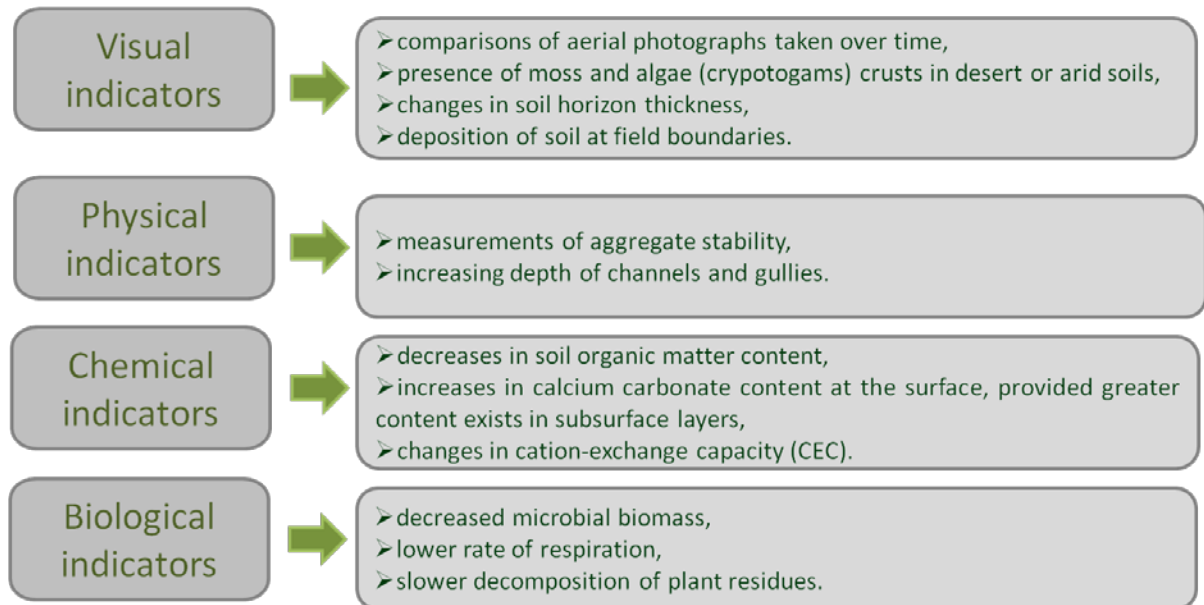 Visual
indicators
➤comparisons of aerial photographs taken over time,
➤presence of moss and algae (crypotogams) crusts in desert or arid soils,
➤changes in soil horizon thickness,
➤deposition of soil at field boundaries.
Physical
indicators
➤measurements of aggregate stability,
➤increasing depth of channels and gullies.
Chemical
indicators
➤decreases in soil organic matter content,
➤increases in calcium carbonate content at the surface, provided greater
content exists in subsurface layers,
➤changes in cation-exchange capacity (CEC).
Biological
indicators
➤decreased microbial biomass,
➤lower rate of respiration,
➤slower decomposition of plant residues.